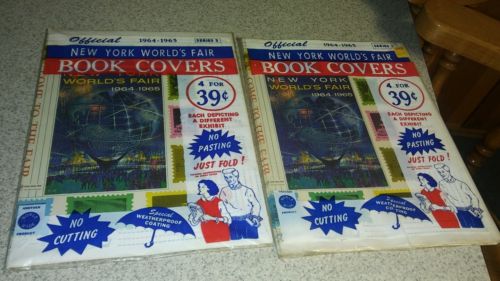 Official 1964-1965 SERIES 2
NEW YORK WORLD'S FAIR
BOOK COVERS
WORLD'S FAIR
1964 1965
4 FOR
39¢
EACH DEPICTING
A DIFFERENT
EXHIBIT
NO
PASTING
JUST FOLD!
NO
CUTTING
Special
WEATHERPROOF
COATING
ANOTHER
PRODUCT
Official 1964-1965 SERIES
NEW YORK WORLD'S FAIR
BOOK COVERS
NEW YORK
WORLD'S FAIR
1964 1965
4 FOR
39¢
EACH DEPICTING
A DIFFERENT
EXHIBIT
NO
PASTING
JUST FOLD!
NO
CUTTING
Special
WEATHERPROOF
COATING